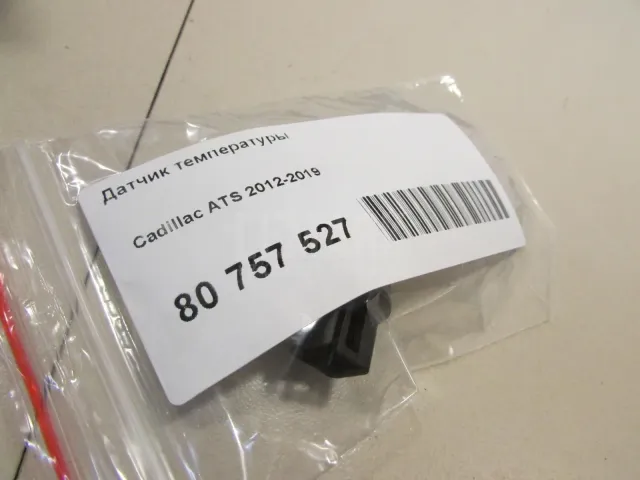 Датчик температуры
Cadillac ATS 2012-2019
80 757 527